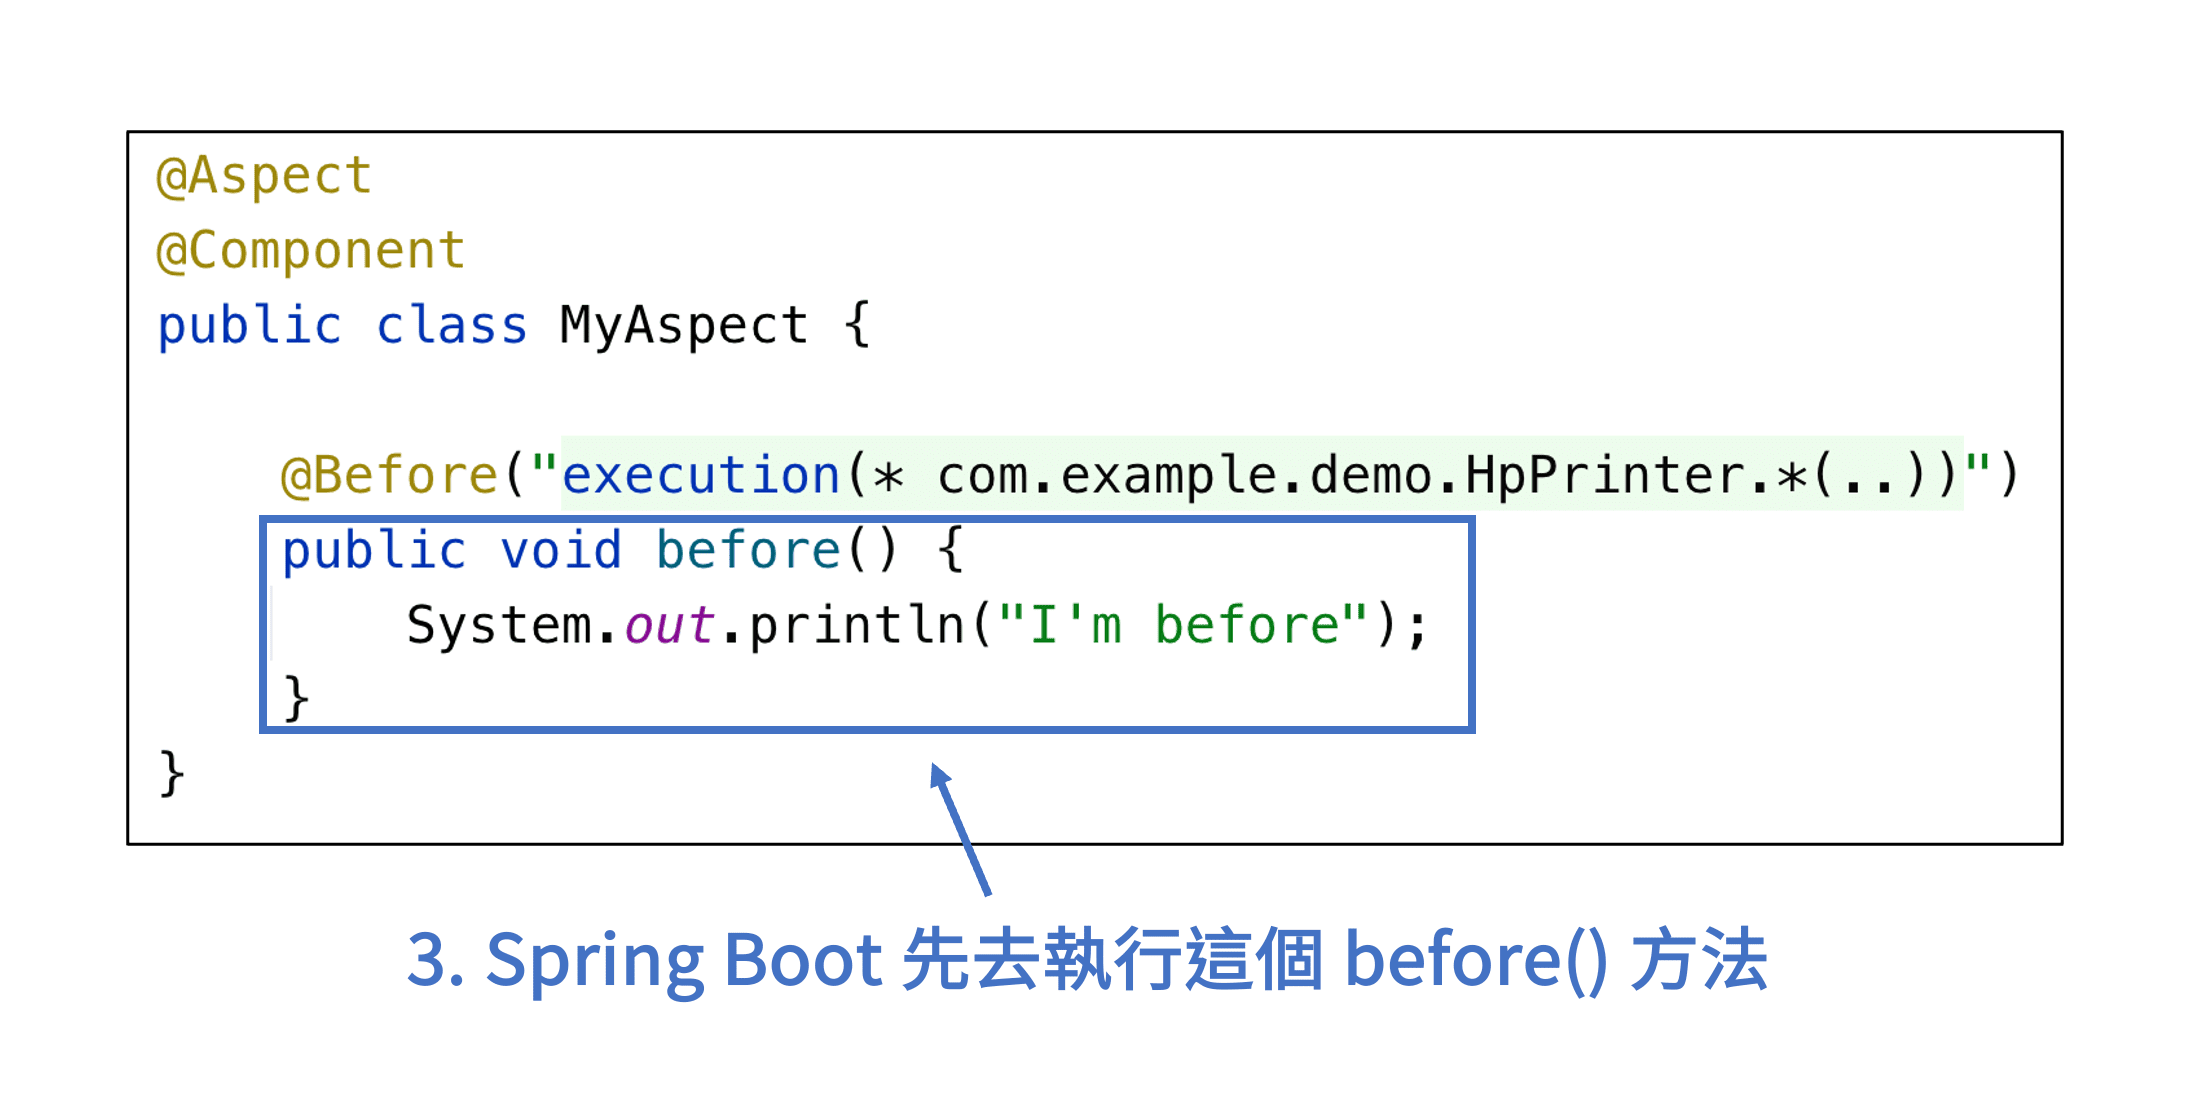 @Aspect
@Component
public class MyAspect {
@Before("execution(* com.example.demo.HpPrinter.*(..))")
public void before() {
System.out.println("I'm before");
}
}
3. Spring Boot 先去執行這個 before() 方法